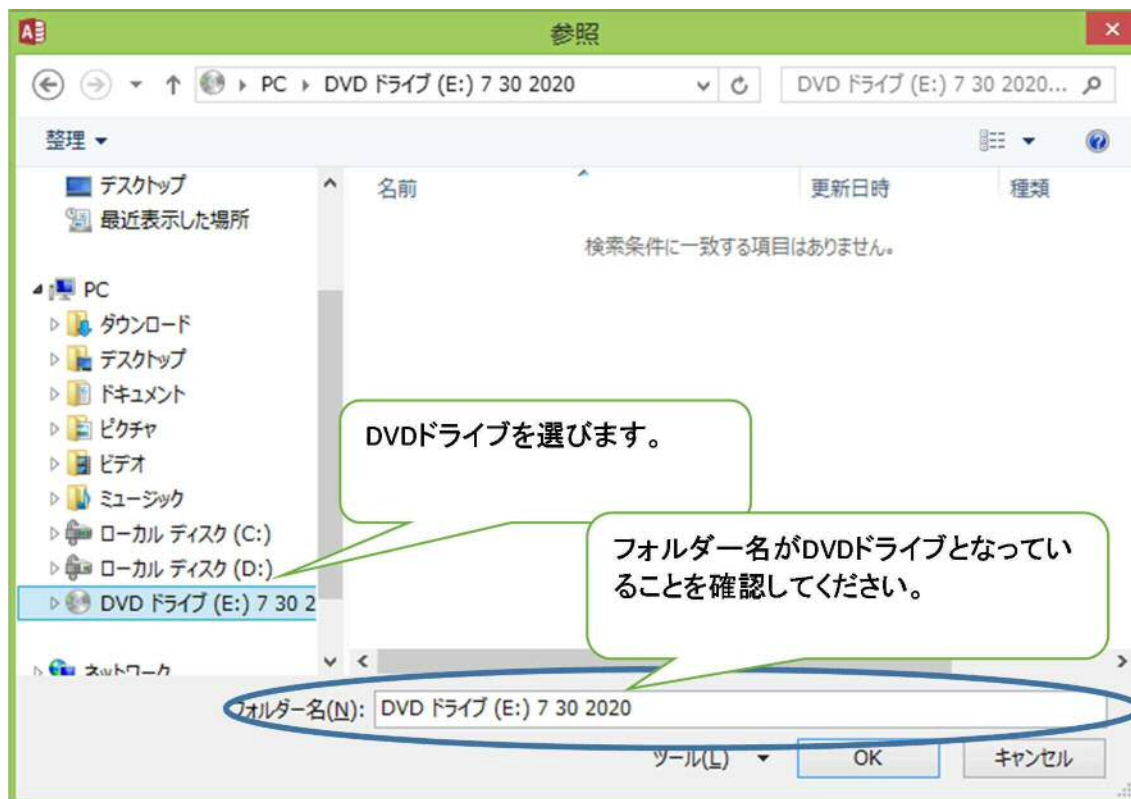 参照
PC ▸ DVD ドライブ (E:) 7 30 2020
DVD ドライブ (E:) 7 30 2020...
整理
デスクトップ
最近表示した場所
名前 更新日時 種類
検索条件に一致する項目はありません。
PC
ダウンロード
デスクトップ
ドキュメント
ピクチャ
ビデオ
ミュージック
ローカル ディスク (C:)
ローカル ディスク (D:)
DVD ドライブ (E:) 7 30 2
ネットワーク
DVDドライブを選びます。
フォルダー名がDVDドライブとなってい
ることを確認してください。
フォルダー名(N): DVD ドライブ (E:) 7 30 2020
ツール(L) OK キャンセル